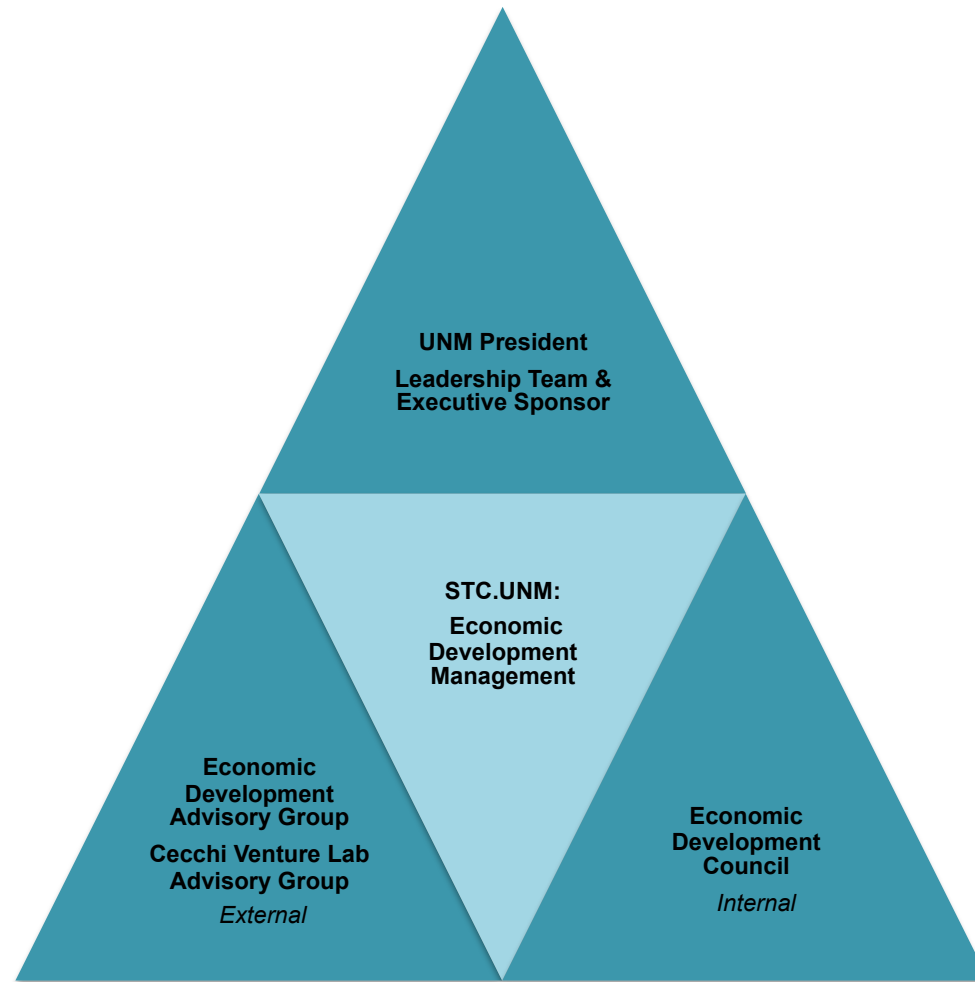 UNM President
Leadership Team &
Executive Sponsor
STC.UNM:
Economic
Development
Management
Economic
Development
Advisory Group
Cecchi Venture Lab
Advisory Group
External
Economic
Development
Council
Internal